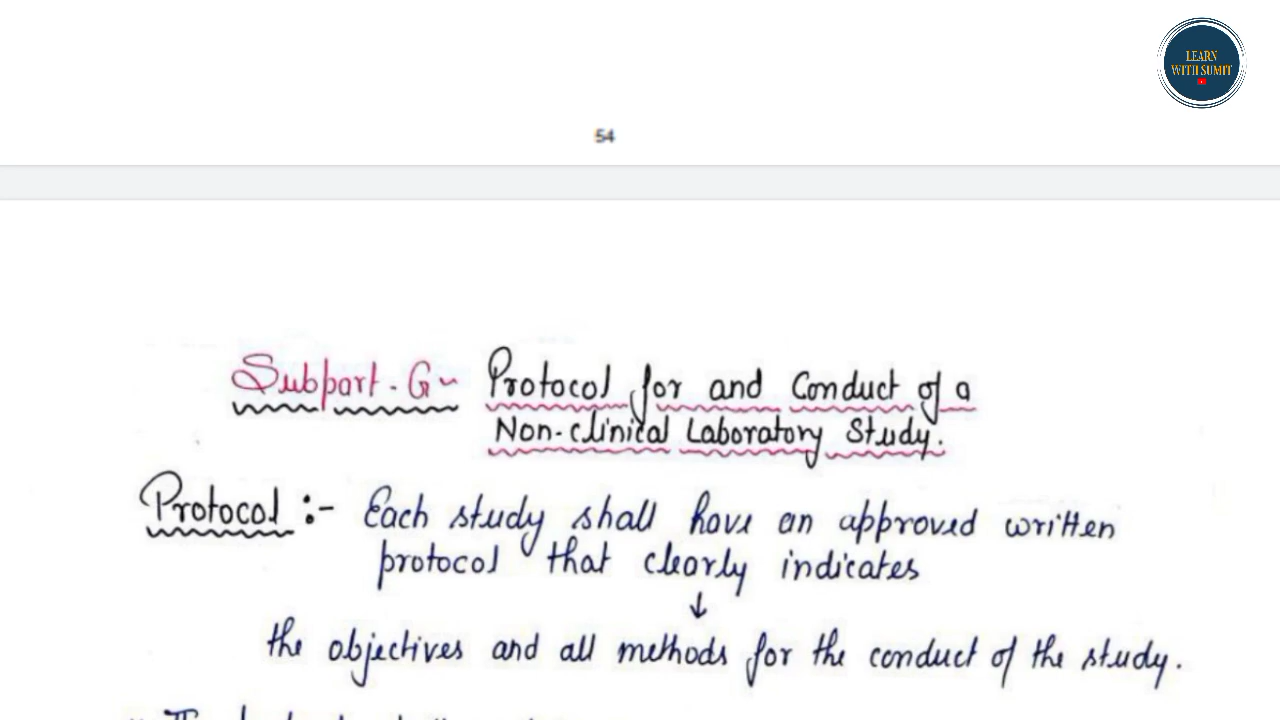 LEARN
WITH SUMIT
54
Subpart - G~ Protocol for and Conduct of a
Non-clinical Laboratory Study.
Protocol :- Each study shall have an approved written
protocol that clearly indicates
↓
the objectives and all methods for the conduct of the study.